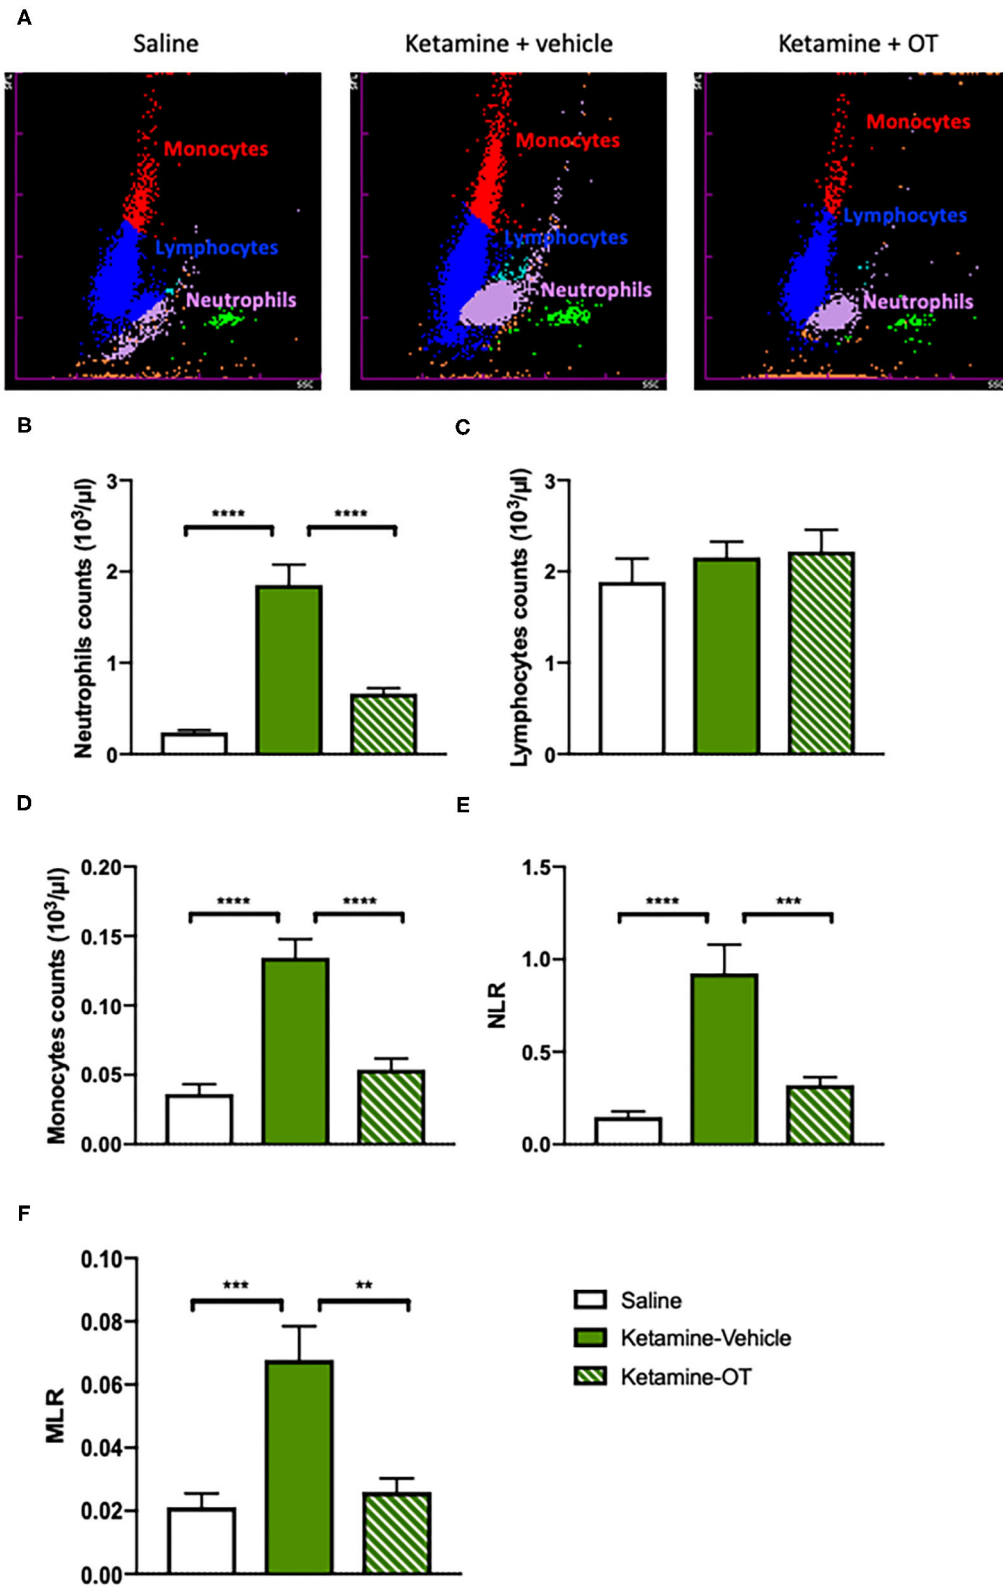 A
Saline
Ketamine + vehicle
Ketamine + OT
Monocytes
Lymphocytes
Neutrophils
SSC
Monocytes
Lymphocytes
Neutrophils
SSC
Monocytes
Lymphocytes
Neutrophils
SSC
B
Neutrophils counts (10³/µl)
3
2
1
0
****
****
C
Lymphocytes counts (10³/µl)
3
2
1
0
D
Monocytes counts (10³/µl)
0.20
0.15
0.10
0.05
0.00
****
****
E
NLR
1.5
1.0
0.5
0.0
****
***
F
MLR
0.10
0.08
0.06
0.04
0.02
0.00
***
**
Saline
Ketamine-Vehicle
Ketamine-OT